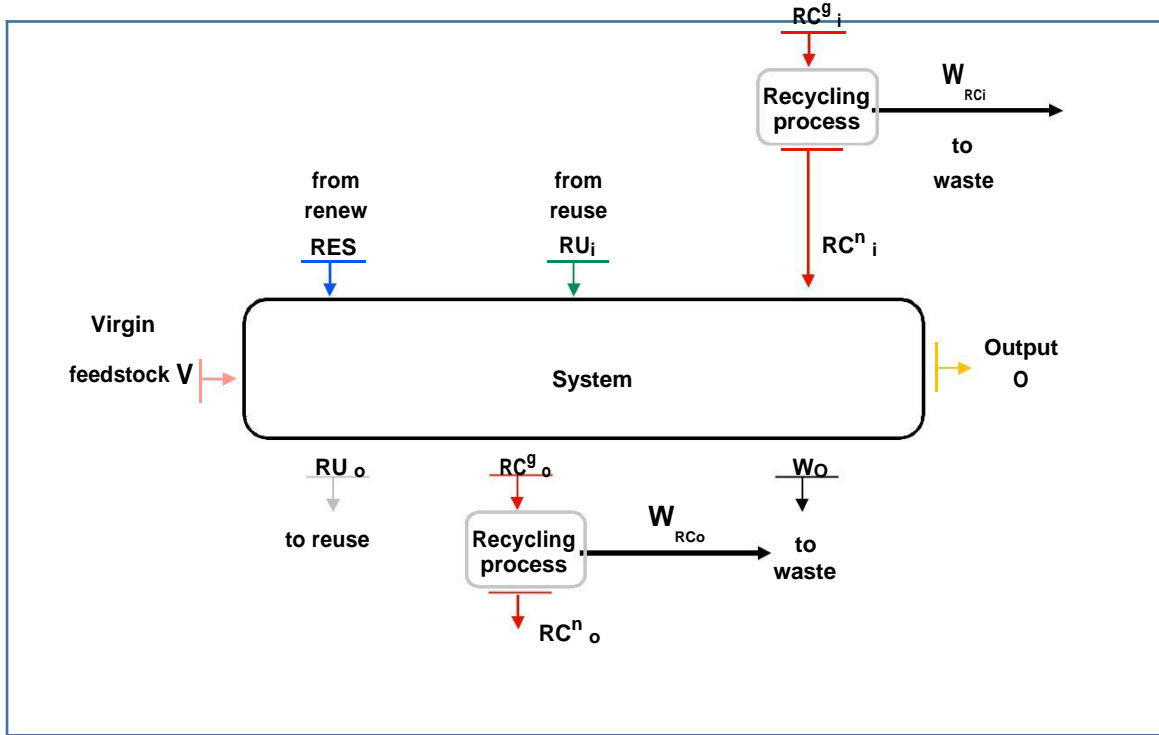 RCg i
Recycling
process
W
RCi
to
waste
from
renew
RES
from
reuse
RUi
RCn i
Virgin
feedstock V
System
Output
O
RU o
to reuse
RCg o
Recycling
process
W
RCo
WO
to
waste
RCn o